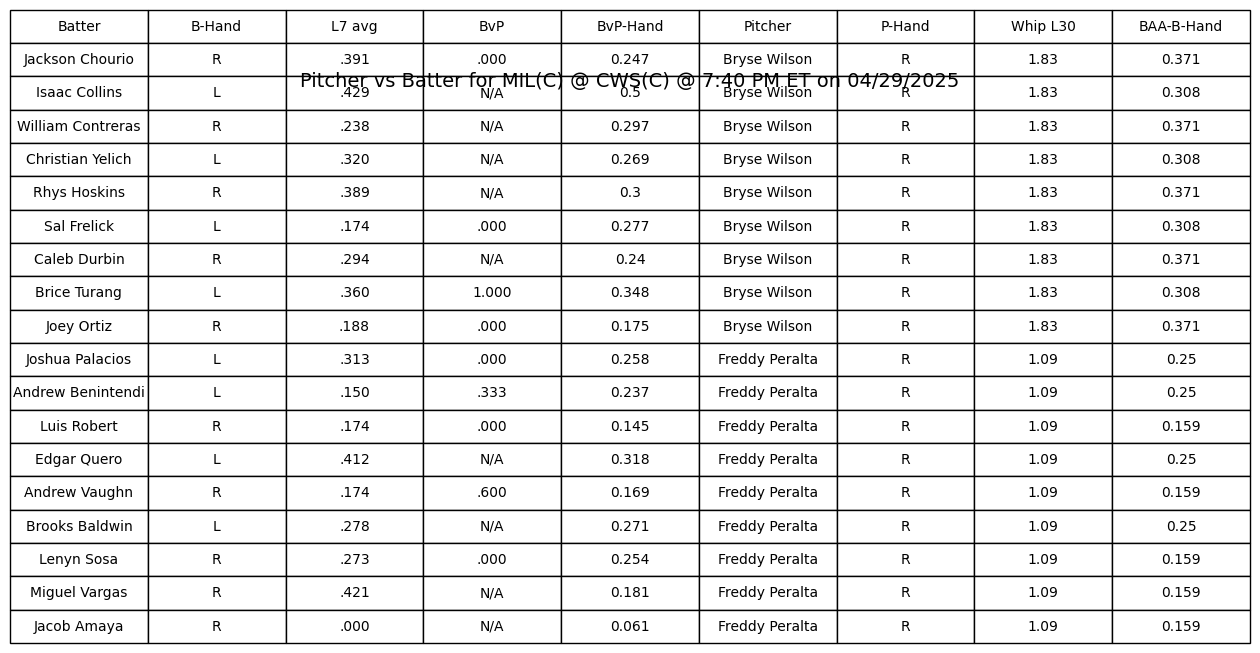 Batter B-Hand L7 avg BvP BvP-Hand Pitcher P-Hand Whip L30 BAA-B-Hand
Jackson Chourio R .391 .000 0.247 Bryse Wilson R 1.83 0.371
Pitcher vs Batter for MIL(C) @ CWS(C) @ 7:40 PM ET on 04/29/2025
Isaac Collins L .429 N/A 0.5 Bryse Wilson R 1.83 0.308
William Contreras R .238 N/A 0.297 Bryse Wilson R 1.83 0.371
Christian Yelich L .320 N/A 0.269 Bryse Wilson R 1.83 0.308
Rhys Hoskins R .389 N/A 0.3 Bryse Wilson R 1.83 0.371
Sal Frelick L .174 .000 0.277 Bryse Wilson R 1.83 0.308
Caleb Durbin R .294 N/A 0.24 Bryse Wilson R 1.83 0.371
Brice Turang L .360 1.000 0.348 Bryse Wilson R 1.83 0.308
Joey Ortiz R .188 .000 0.175 Bryse Wilson R 1.83 0.371
Joshua Palacios L .313 .000 0.258 Freddy Peralta R 1.09 0.25
Andrew Benintendi L .150 .333 0.237 Freddy Peralta R 1.09 0.25
Luis Robert R .174 .000 0.145 Freddy Peralta R 1.09 0.159
Edgar Quero L .412 N/A 0.318 Freddy Peralta R 1.09 0.25
Andrew Vaughn R .174 .600 0.169 Freddy Peralta R 1.09 0.159
Brooks Baldwin L .278 N/A 0.271 Freddy Peralta R 1.09 0.25
Lenyn Sosa R .273 .000 0.254 Freddy Peralta R 1.09 0.159
Miguel Vargas R .421 N/A 0.181 Freddy Peralta R 1.09 0.159
Jacob Amaya R .000 N/A 0.061 Freddy Peralta R 1.09 0.159